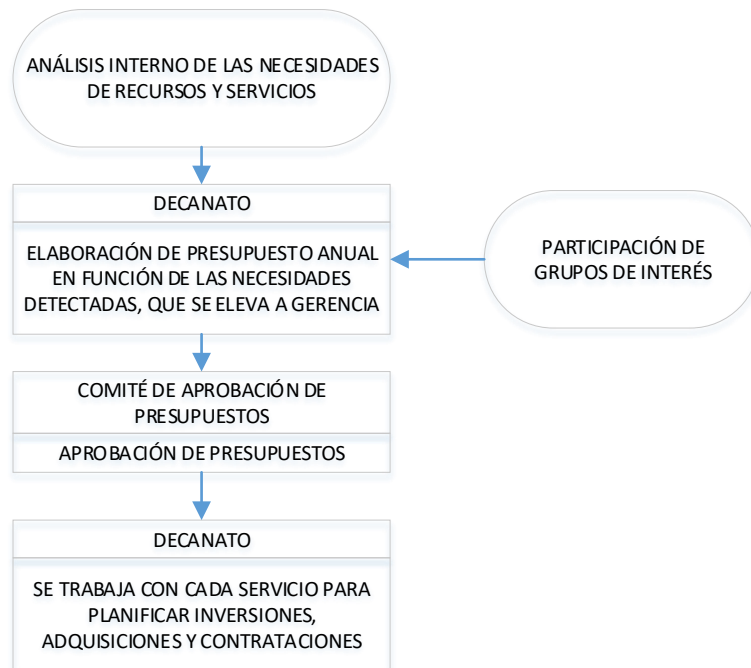 ANÁLISIS INTERNO DE LAS NECESIDADES
DE RECURSOS Y SERVICIOS
DECANATO
ELABORACIÓN DE PRESUPUESTO ANUAL
EN FUNCIÓN DE LAS NECESIDADES
DETECTADAS, QUE SE ELEVA A GERENCIA
PARTICIPACIÓN DE
GRUPOS DE INTERÉS
COMITÉ DE APROBACIÓN DE
PRESUPUESTOS
APROBACIÓN DE PRESUPUESTOS
DECANATO
SE TRABAJA CON CADA SERVICIO PARA
PLANIFICAR INVERSIONES,
ADQUISICIONES Y CONTRATACIONES